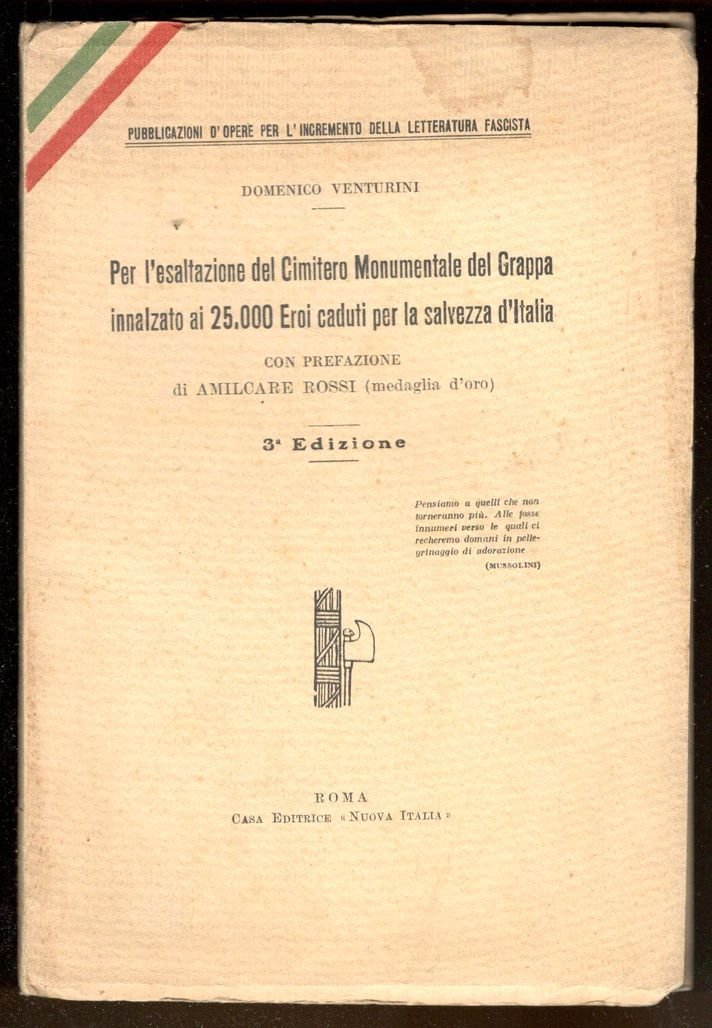 PUBBLICAZIONI D'OPERE PER L'INCREMENTO DELLA LETTERATURA FASCISTA
DOMENICO VENTURINI
Per l'esaltazione del Cimitero Monumentale del Grappa
innalzato ai 25.000 Eroi caduti per la salvezza d'Italia
CON PREFAZIONE
di AMILCARE ROSSI (medaglia d'oro)
3ª Edizione
Pensiamo a quelli che non
torneranno più. Alle fosse
innumeri verso le quali ci
recheremo domani in pelle-
grinaggio di adorazione
(MUSSOLINI)
ROMA
CASA EDITRICE « NUOVA ITALIA »